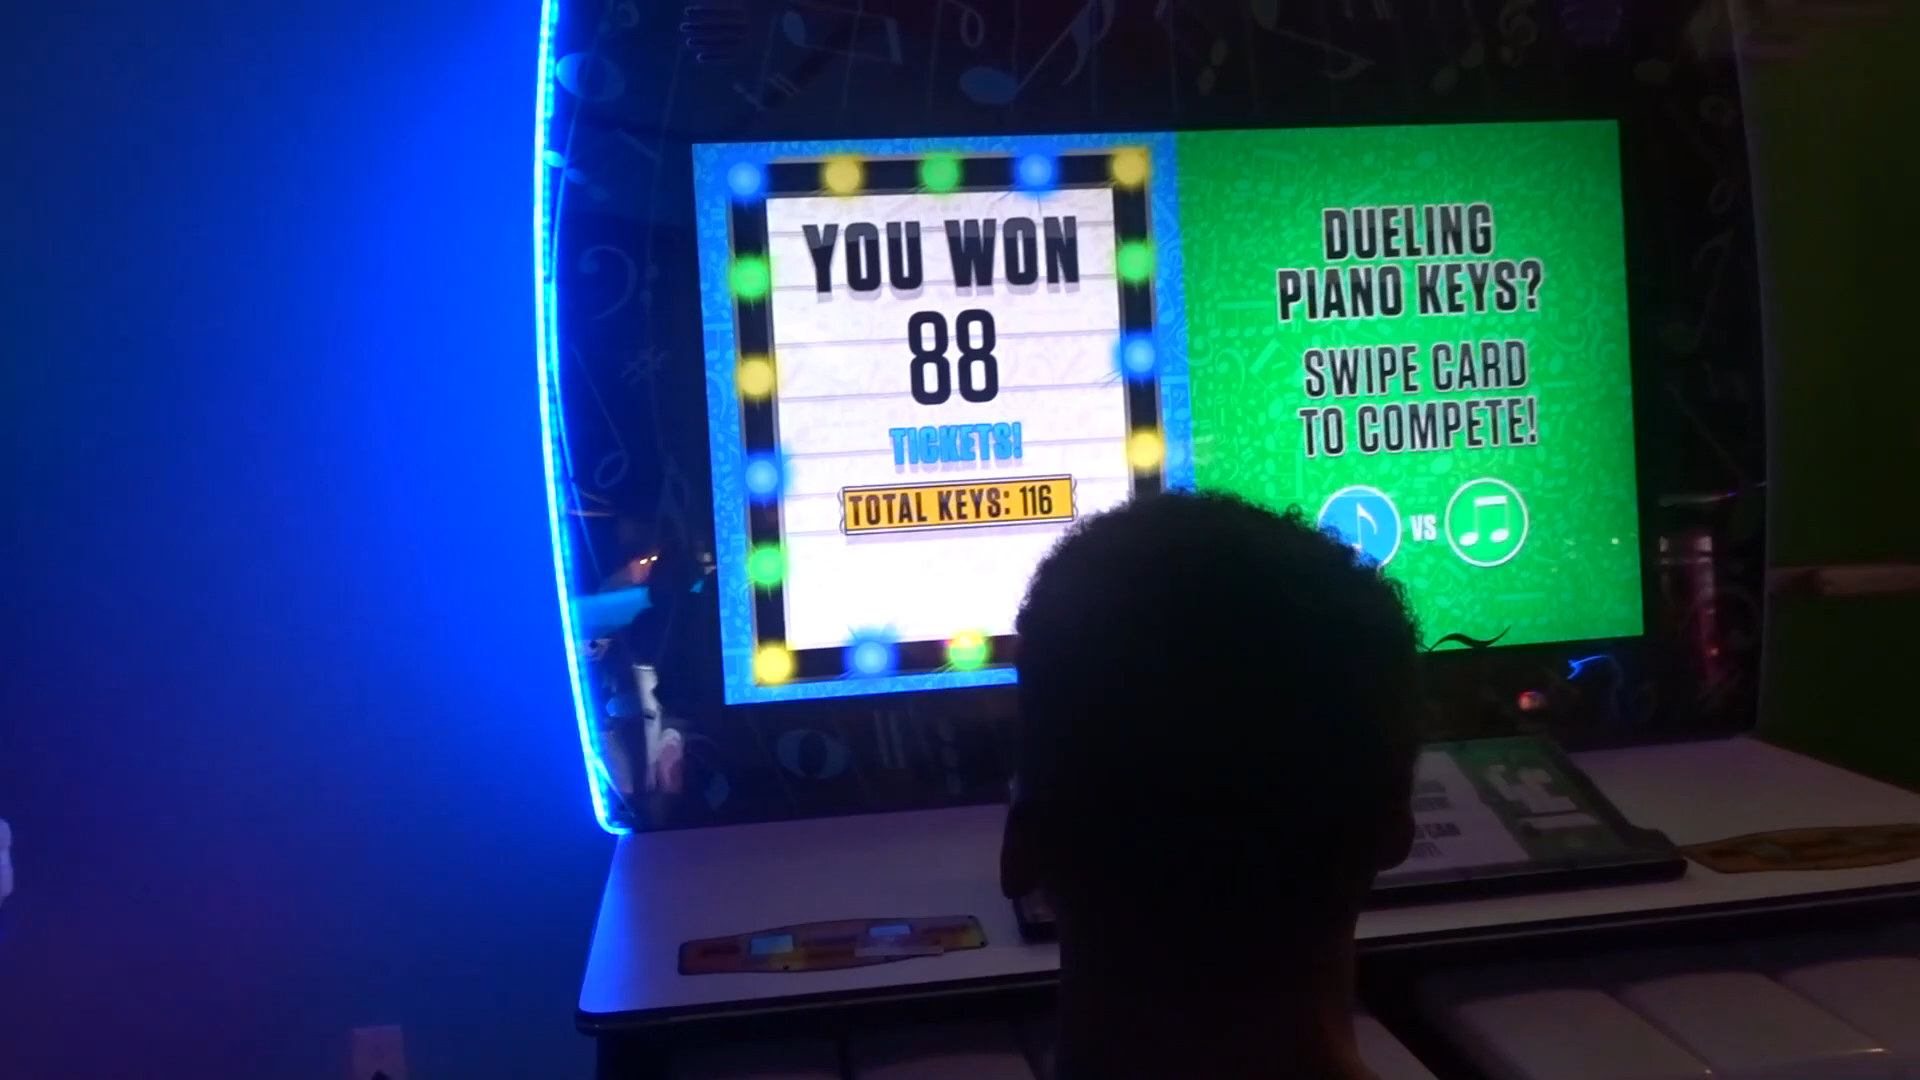 YOU WON
88
TICKETS!
TOTAL KEYS: 116
DUELING
PIANO KEYS?
SWIPE CARD
TO COMPETE!
VS